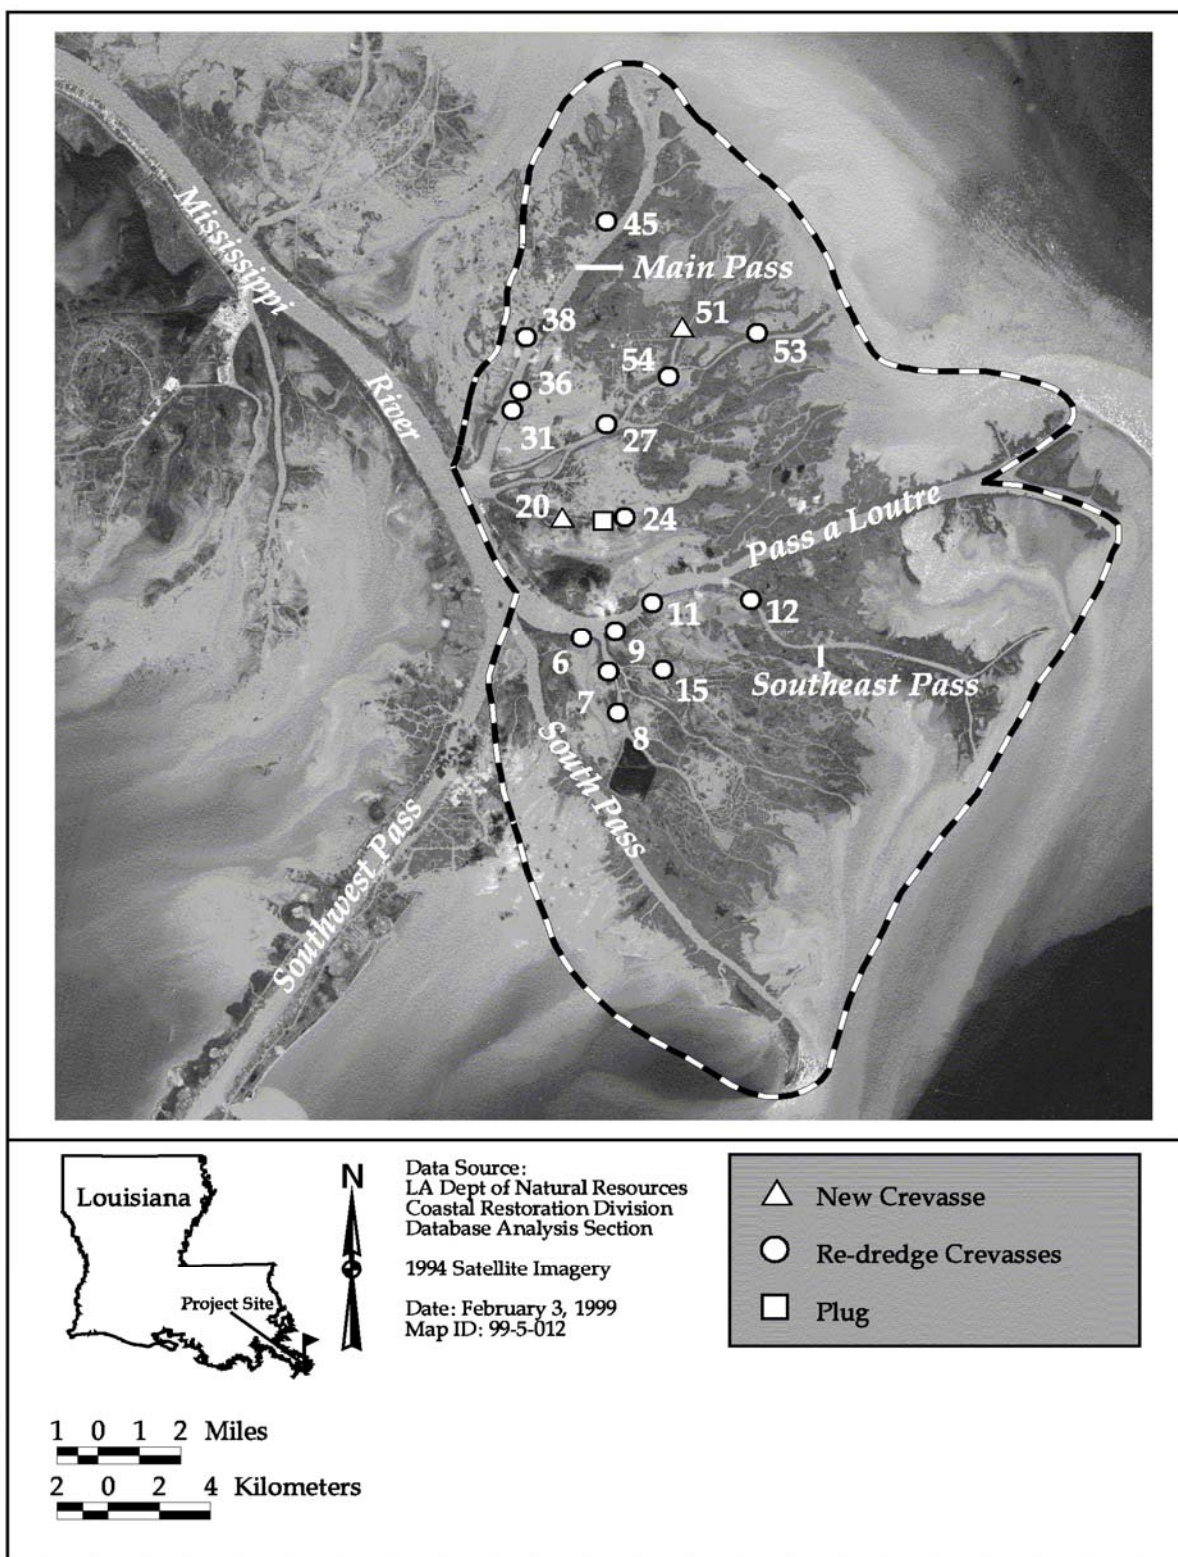 Mississippi
River
45
Main Pass
38
51
53
54
36
31
27
20
24
Pass a Loutre
11
12
6
9
7
15
Southeast Pass
8
South Pass
Southwest Pass
Louisiana
Project Site
N
Data Source:
LA Dept of Natural Resources
Coastal Restoration Division
Database Analysis Section
1994 Satellite Imagery
Date: February 3, 1999
Map ID: 99-5-012
New Crevasse
Re-dredge Crevasses
Plug
1 0 1 2 Miles
2 0 2 4 Kilometers